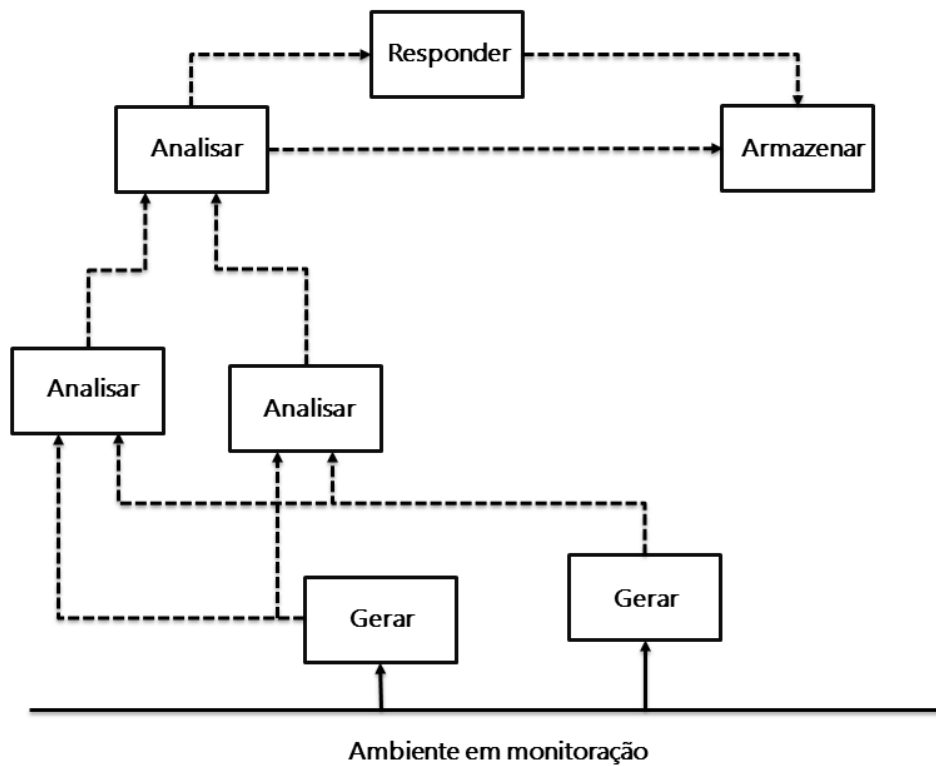 Responder
Analisar
Armazenar
Analisar
Analisar
Gerar
Gerar
Ambiente em monitoração